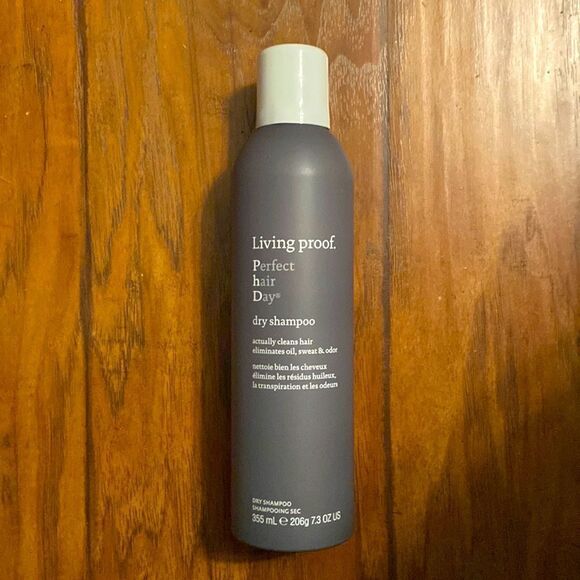 Living proof.
Perfect
hair
Day®
dry shampoo
actually cleans hair
eliminates oil, sweat & odor
nettoie bien les cheveux
élimine les résidus huileux,
la transpiration et les odeurs
DRY SHAMPOO
SHAMPOOING SEC
355 mL ℮ 206g 7.3 OZ US